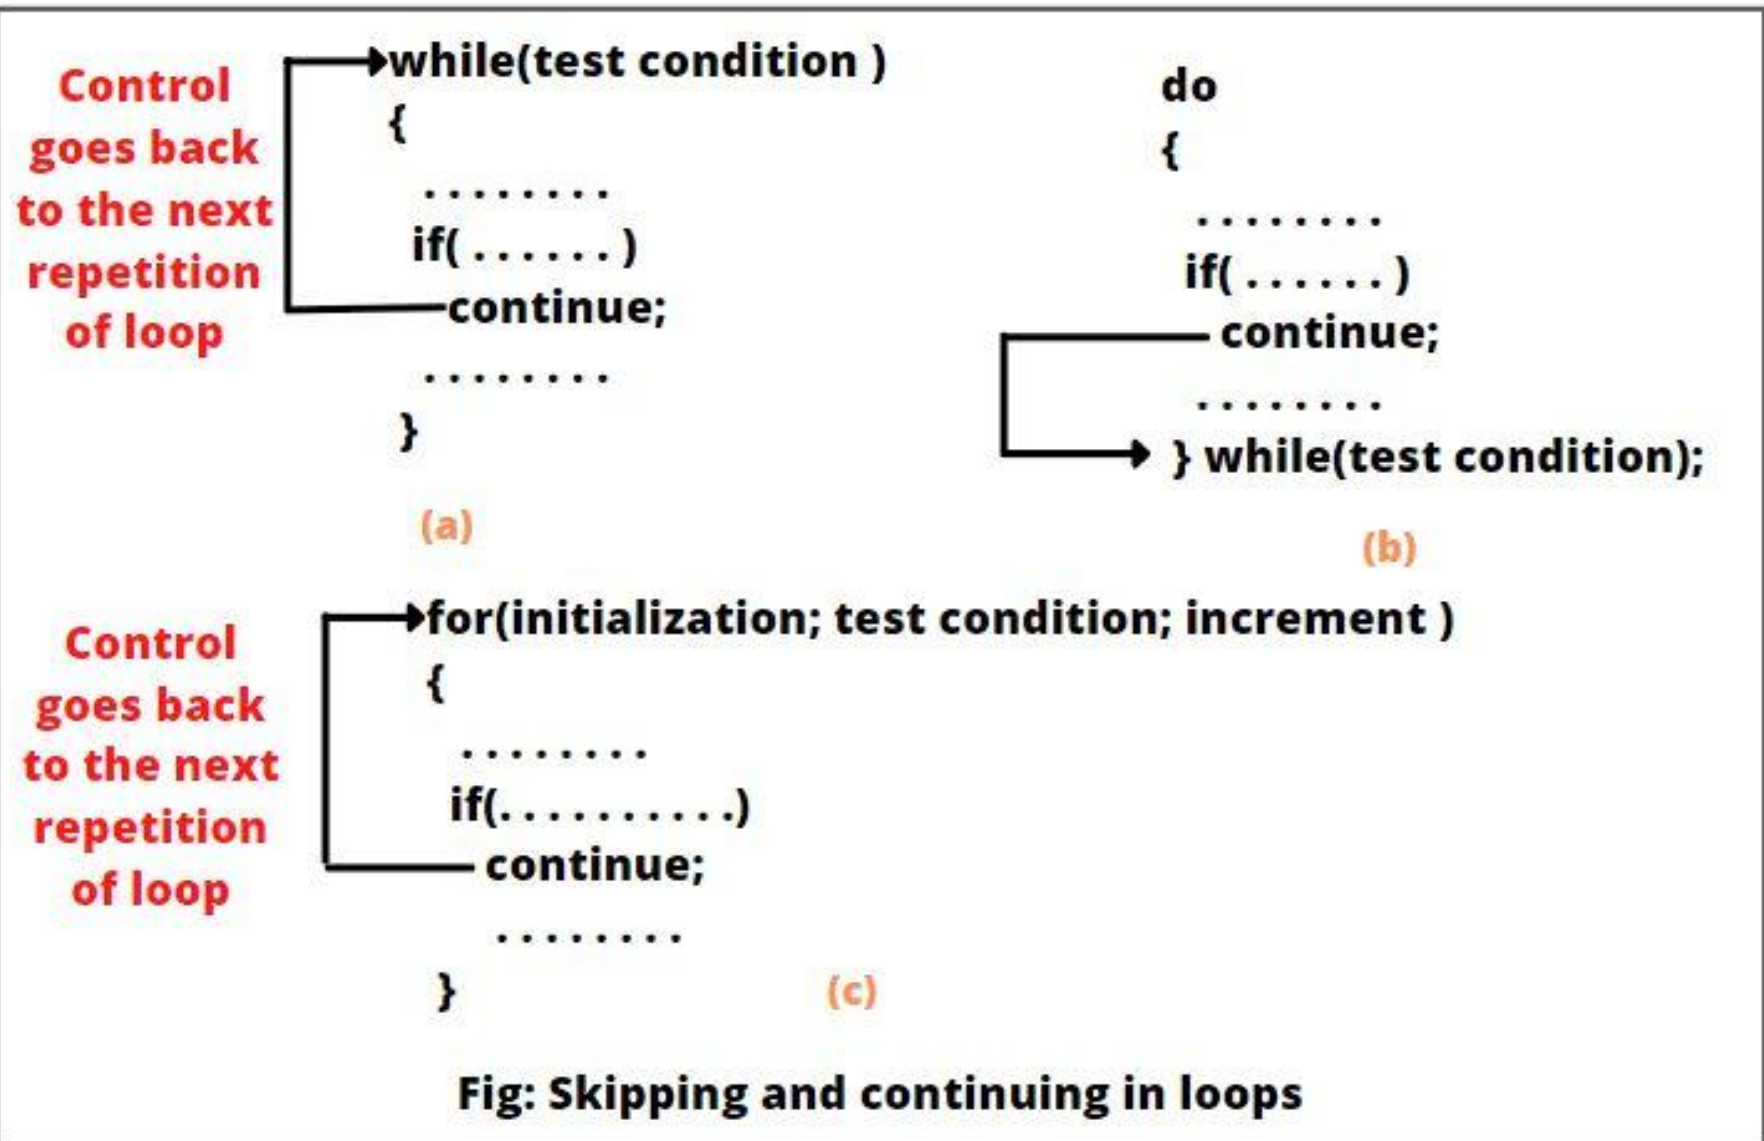 Control
goes back
to the next
repetition
of loop
while(test condition )
{
. . . . . . . .
if( . . . . . . )
continue;
. . . . . . . .
}
(a)
do
{
. . . . . . . .
if( . . . . . . )
continue;
. . . . . . . .
} while(test condition);
(b)
Control
goes back
to the next
repetition
of loop
for(initialization; test condition; increment )
{
. . . . . . . .
if(. . . . . . . . . .)
continue;
. . . . . . . .
}
(c)
Fig: Skipping and continuing in loops